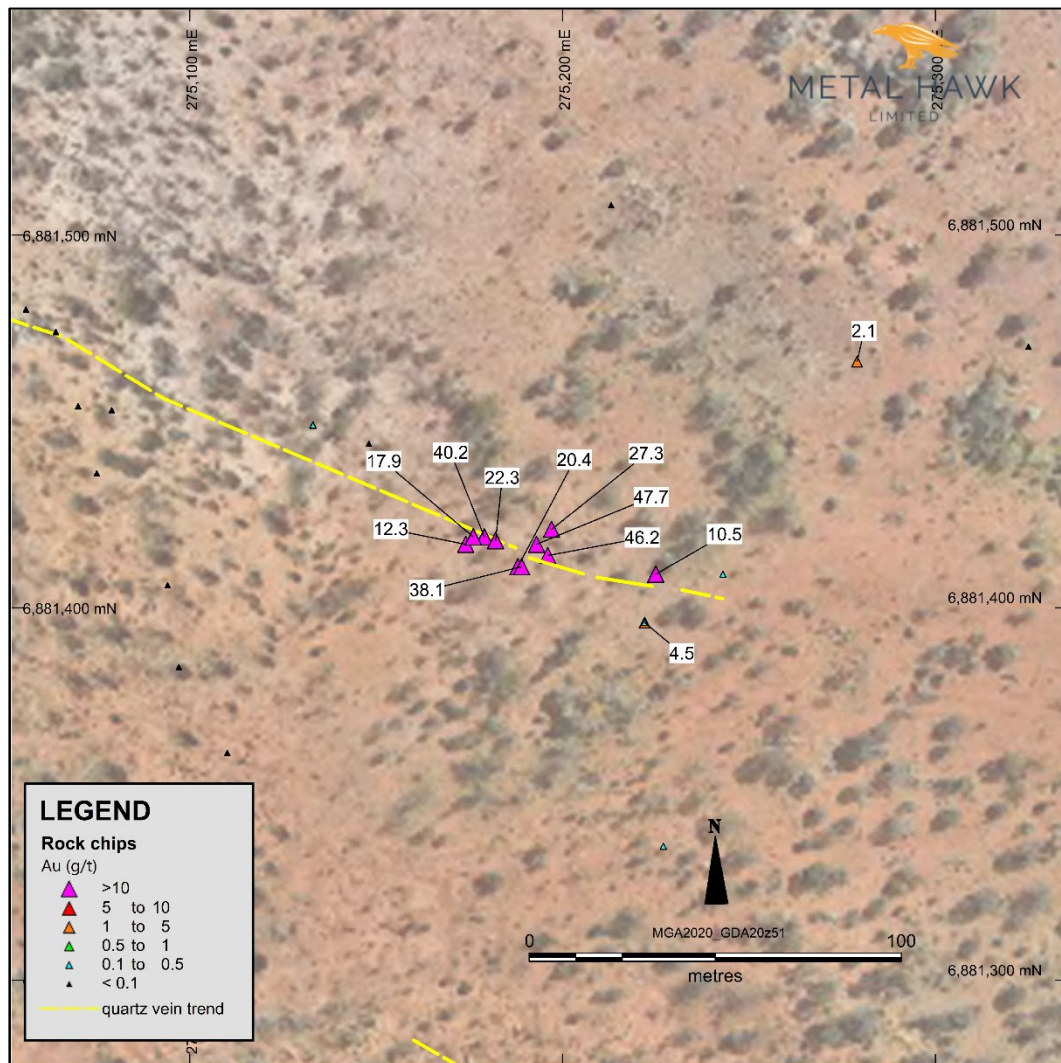 275,100 mE
275,200 mE
275,300 mE
METAL HAWK
LIMITED
6,881,500 mN
6,881,500 mN
2.1
40.2
20.4
27.3
17.9
22.3
47.7
12.3
46.2
10.5
38.1
6,881,400 mN
6,881,400 mN
4.5
LEGEND
Rock chips
Au (g/t)
>10
5 to 10
1 to 5
0.5 to 1
0.1 to 0.5
< 0.1
quartz vein trend
N
MGA2020_GDA20z51
0 100
metres
6,881,300 mN